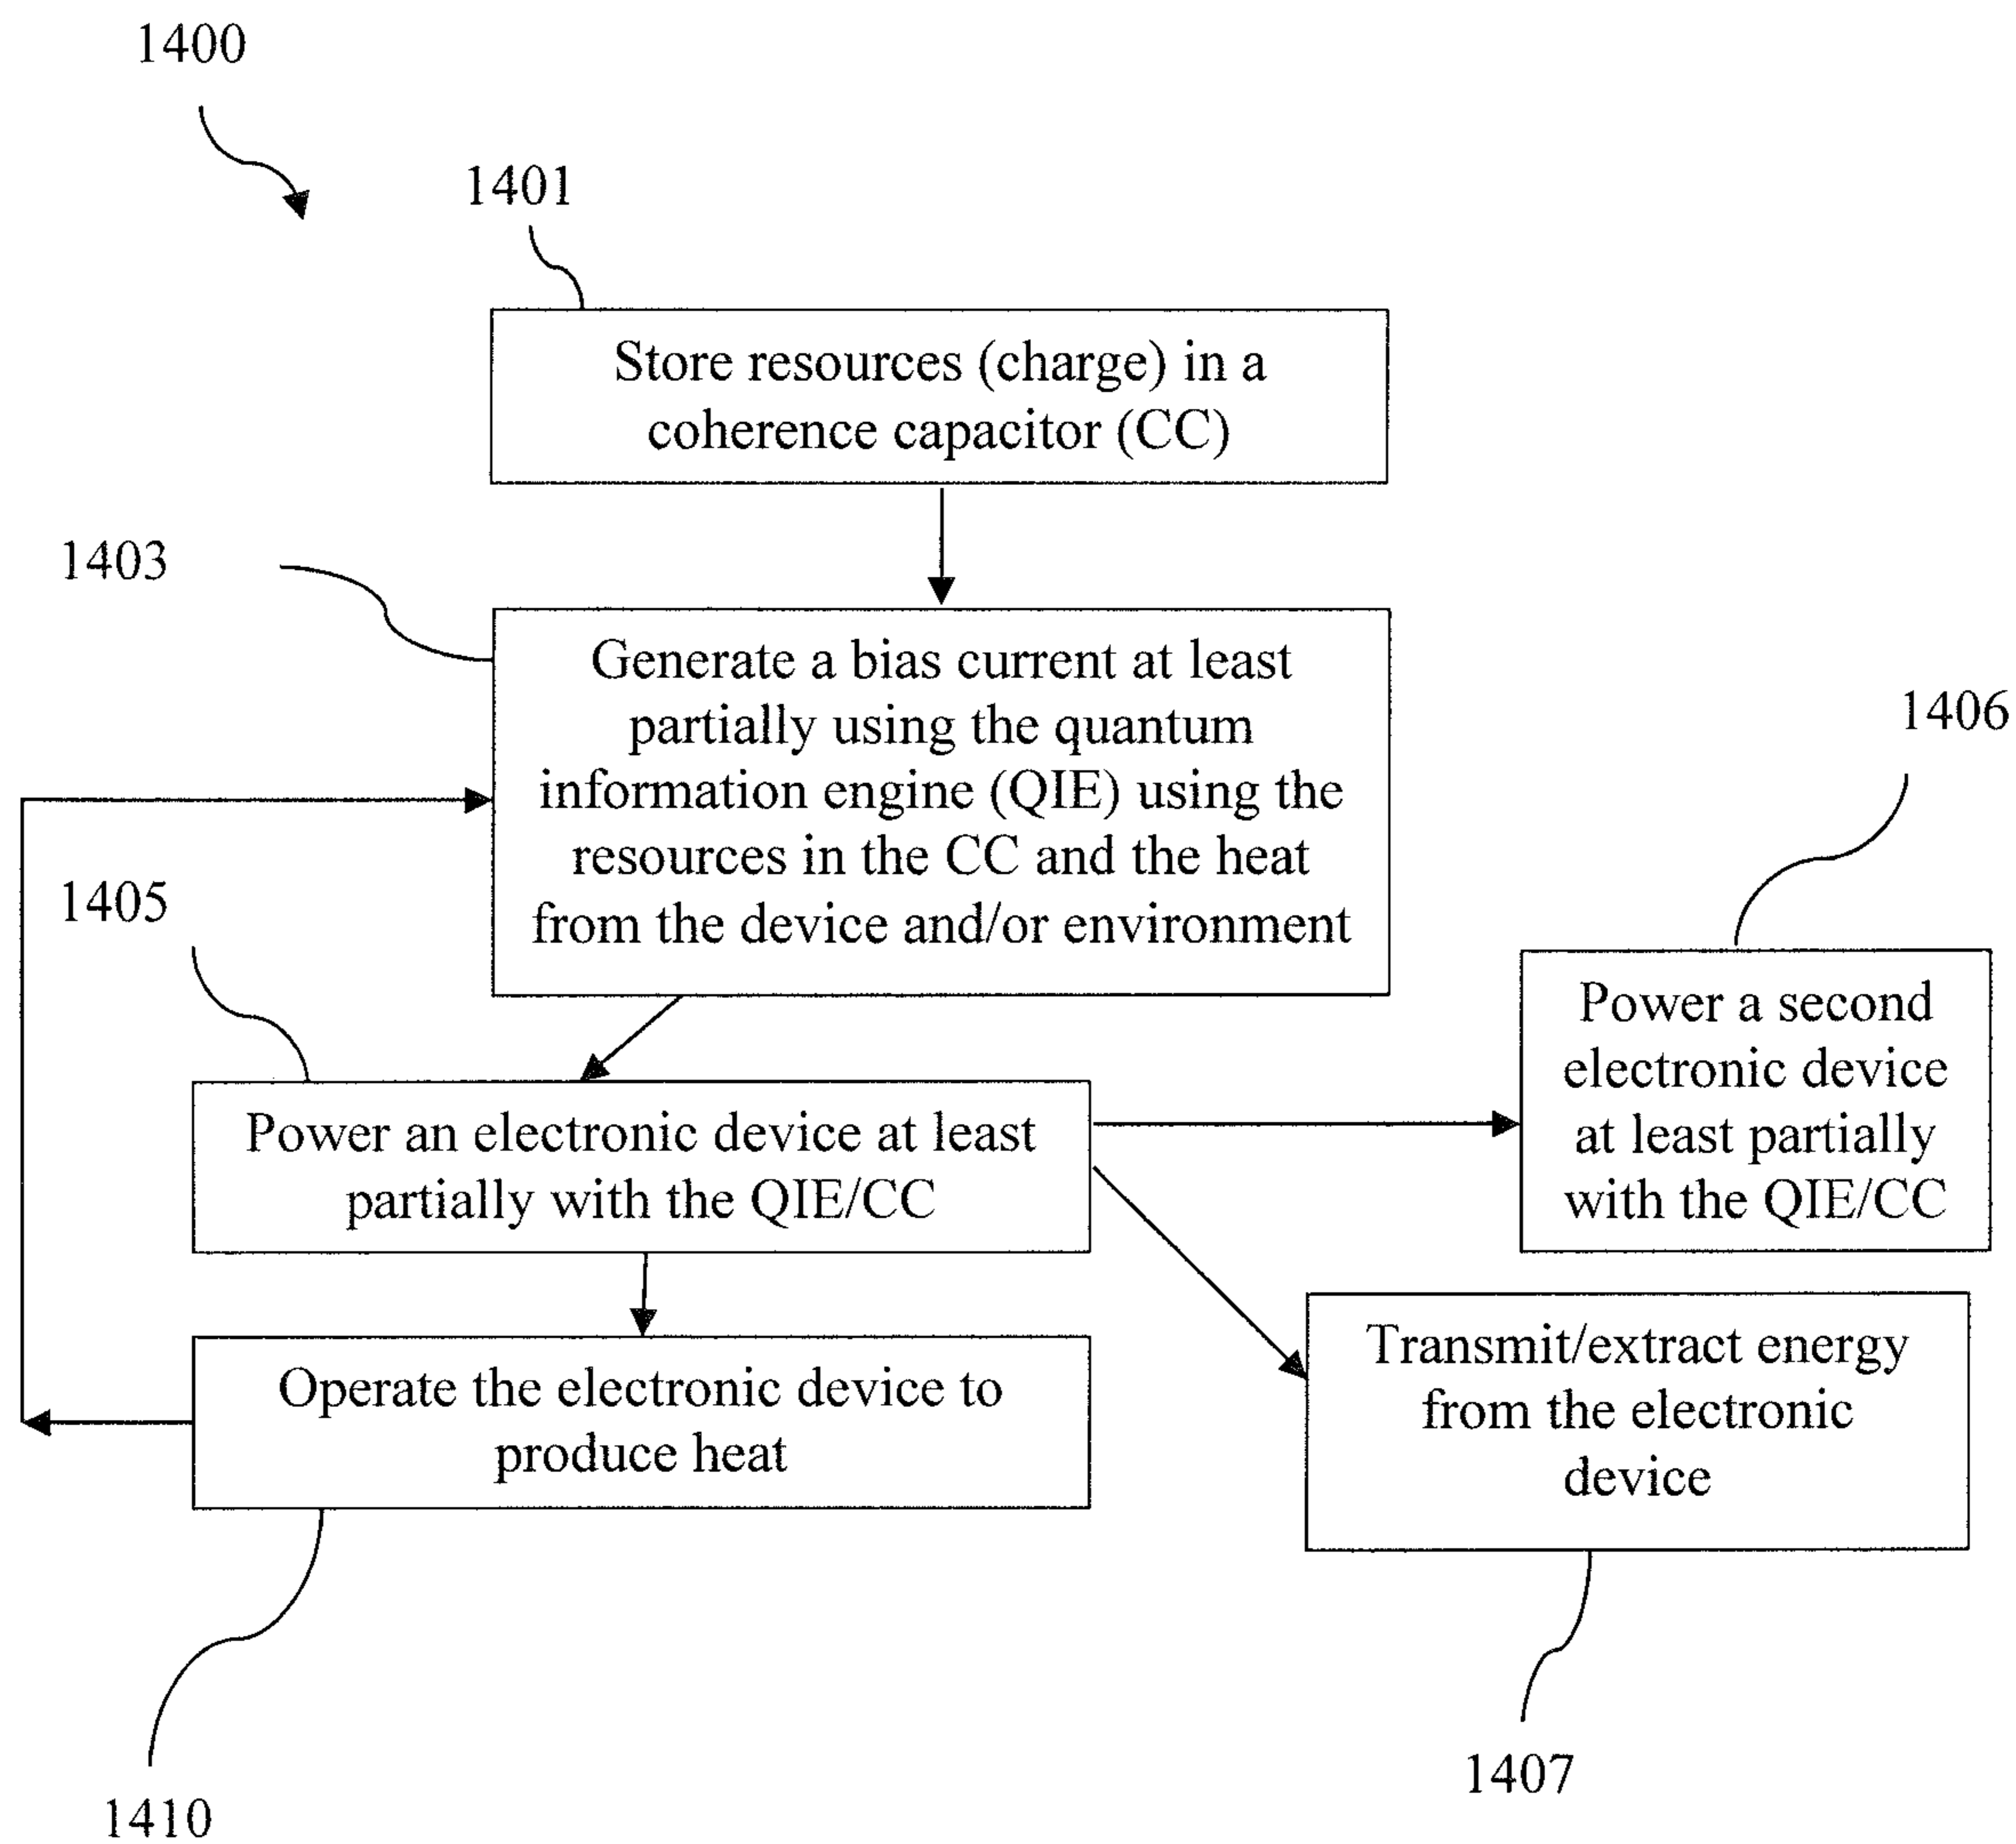 1400
1401
Store resources (charge) in a
coherence capacitor (CC)
1403
Generate a bias current at least
partially using the quantum
information engine (QIE) using the
resources in the CC and the heat
from the device and/or environment
1406
1405
Power a second
electronic device
at least partially
with the QIE/CC
Power an electronic device at least
partially with the QIE/CC
Transmit/extract energy
from the electronic
device
Operate the electronic device to
produce heat
1407
1410